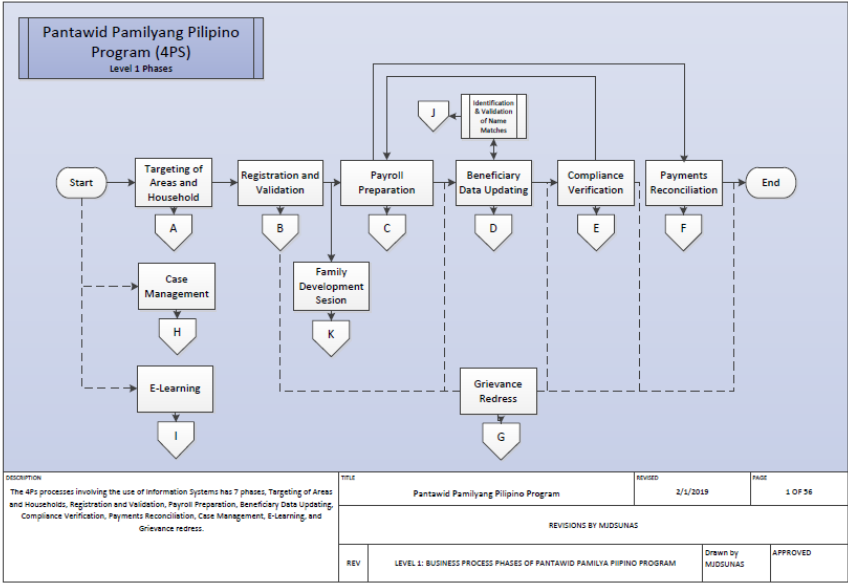 Pantawid Pamilyang Pilipino
Program (4PS)
Level 1 Phases
J
Identification
& Validation
of Name
Matches
Start
Targeting of
Areas and
Household
Registration and
Validation
Payroll
Preparation
Beneficiary
Data Updating
Compliance
Verification
Payments
Reconciliation
End
A
B
C
D
E
F
Case
Management
Family
Development
Sesion
H
K
E-Learning
Grievance
Redress
I
G
DESCRIPTION
The 4Ps processes involving the use of Information Systems has 7 phases, Targeting of Areas
and Households, Registration and Validation, Payroll Preparation, Beneficiary Data Updating,
Compliance Verification, Payments Reconciliation, Case Management, E-Learning, and
Grievance redress.
TITLE
Pantawid Pamilyang Pilipino Program
REVISED
2/1/2019
PAGE
1 OF 56
REVISIONS BY MJDSUNAS
REV
LEVEL 1: BUSINESS PROCESS PHASES OF PANTAWID PAMILYA PIIPINO PROGRAM
Drawn by
MJDSUNAS
APPROVED